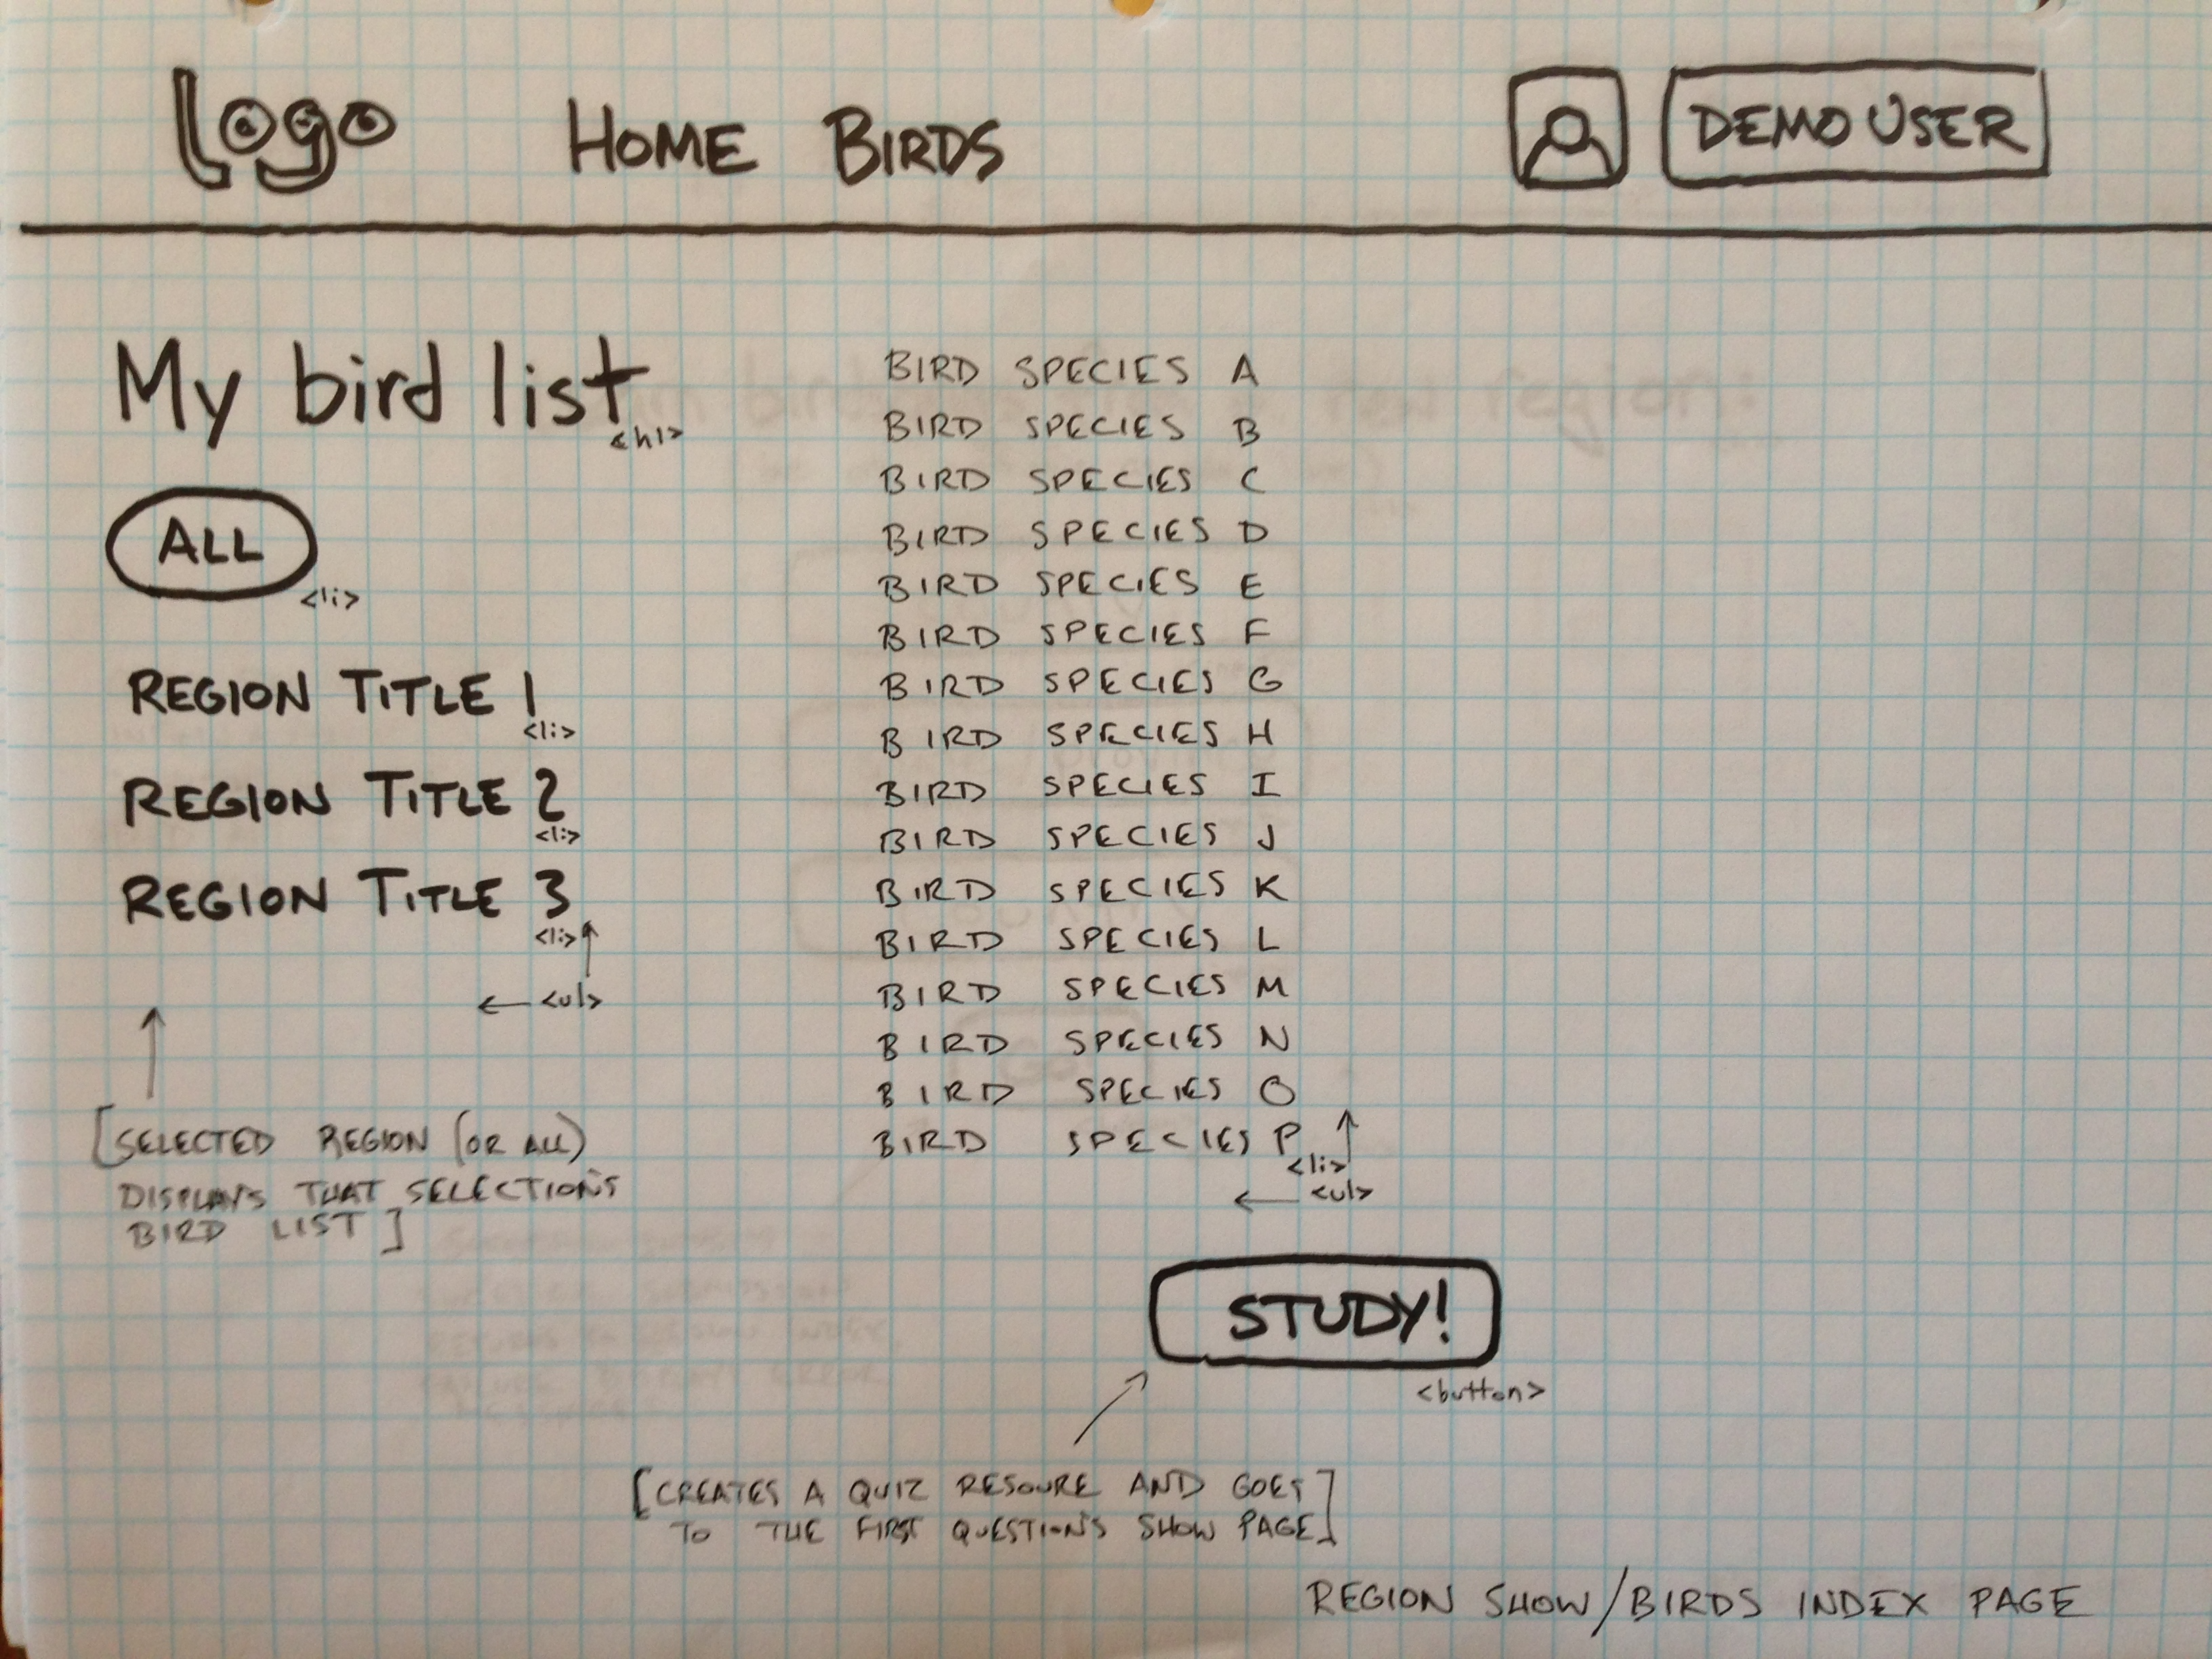 Logo HOME BIRDS DEMO USER
My bird list
<h1>
ALL
<li>
REGION TITLE 1
<li>
REGION TITLE 2
<li>
REGION TITLE 3
<li>
<ul>
[SELECTED REGION (OR ALL)
DISPLAYS THAT SELECTION'S
BIRD LIST]
BIRD SPECIES A
BIRD SPECIES B
BIRD SPECIES C
BIRD SPECIES D
BIRD SPECIES E
BIRD SPECIES F
BIRD SPECIES G
BIRD SPECIES H
BIRD SPECIES I
BIRD SPECIES J
BIRD SPECIES K
BIRD SPECIES L
BIRD SPECIES M
BIRD SPECIES N
BIRD SPECIES O
BIRD SPECIES P
<li>
<ul>
STUDY!
<button>
[CREATES A QUIZ RESOURE AND GOES
TO THE FIRST QUESTION'S SHOW PAGE]
REGION SHOW/BIRDS INDEX PAGE